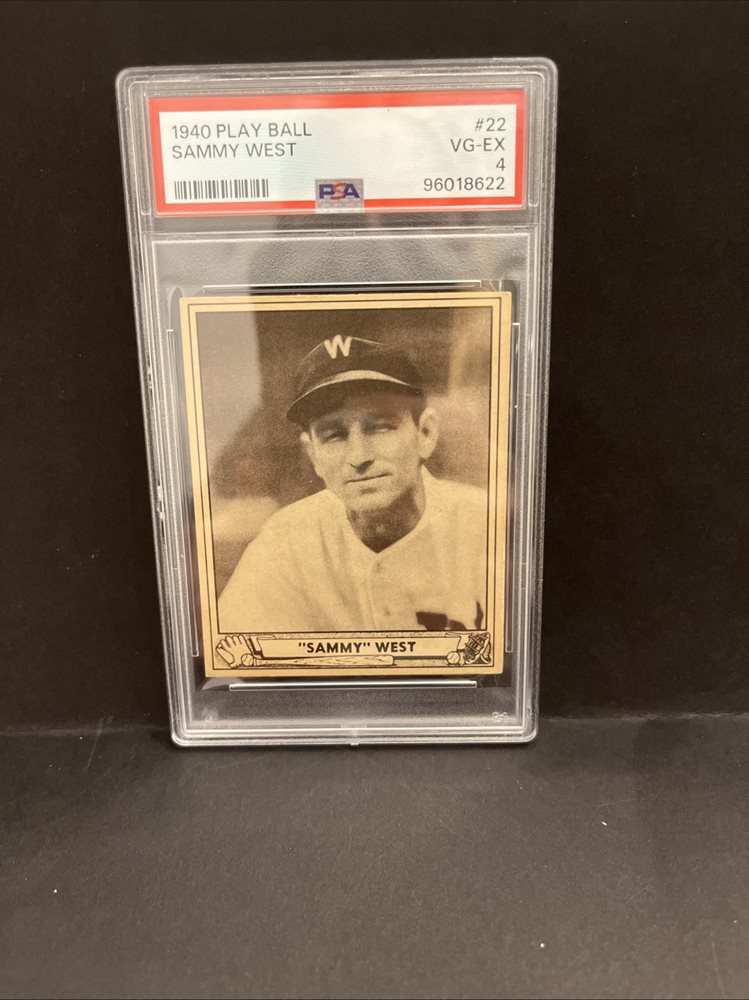 1940 PLAY BALL
SAMMY WEST
#22
VG-EX
4
96018622
PSA
W
"SAMMY" WEST